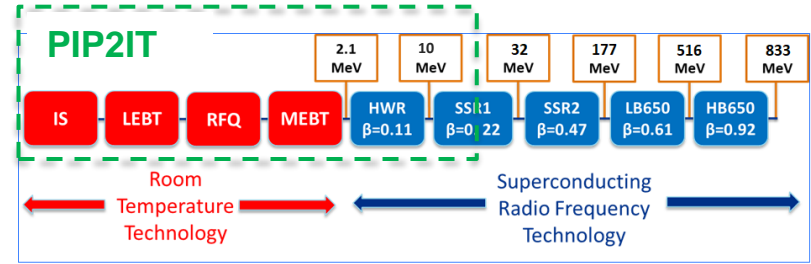 PIP2IT
2.1
MeV
10
MeV
32
MeV
177
MeV
516
MeV
833
MeV
IS
LEBT
RFQ
MEBT
HWR
β=0.11
SSR1
β=0.22
SSR2
β=0.47
LB650
β=0.61
HB650
β=0.92
Room
Temperature
Technology
Superconducting
Radio Frequency
Technology